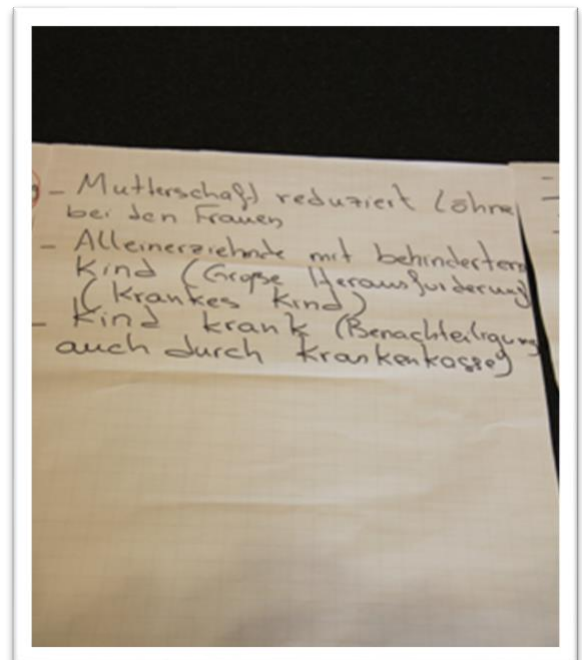 - Mutterschaft reduziert Löhne
bei den Frauen
- Alleinerziehende mit behindertem
Kind (Große Herausforderung)
(Krankes Kind)
- Kind krank (Benachteiligung
auch durch Krankenkasse)